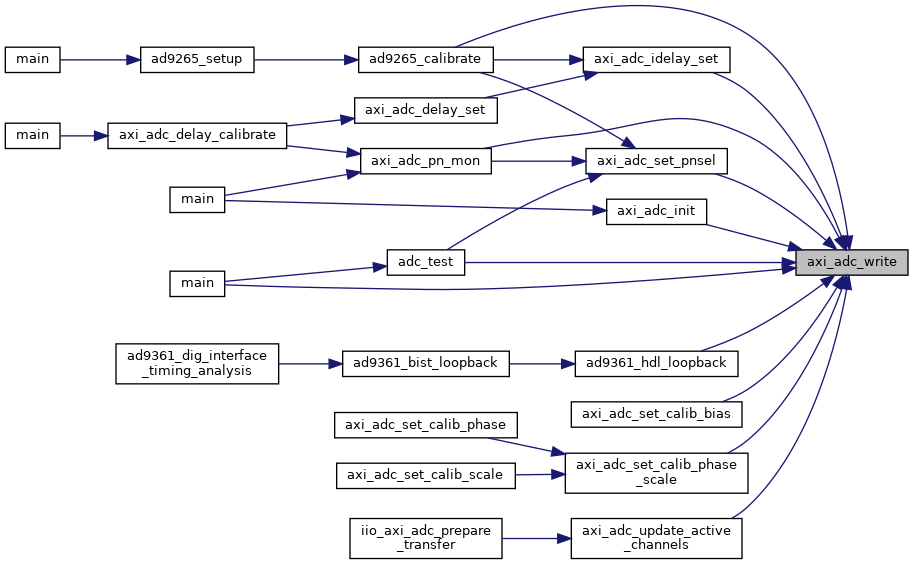 main
ad9265_setup
ad9265_calibrate
axi_adc_idelay_set
axi_adc_delay_set
main
axi_adc_delay_calibrate
axi_adc_pn_mon
axi_adc_set_pnsel
main
axi_adc_init
adc_test
axi_adc_write
main
ad9361_dig_interface
_timing_analysis
ad9361_bist_loopback
ad9361_hdl_loopback
axi_adc_set_calib_bias
axi_adc_set_calib_phase
axi_adc_set_calib_phase
_scale
axi_adc_set_calib_scale
iio_axi_adc_prepare
_transfer
axi_adc_update_active
_channels